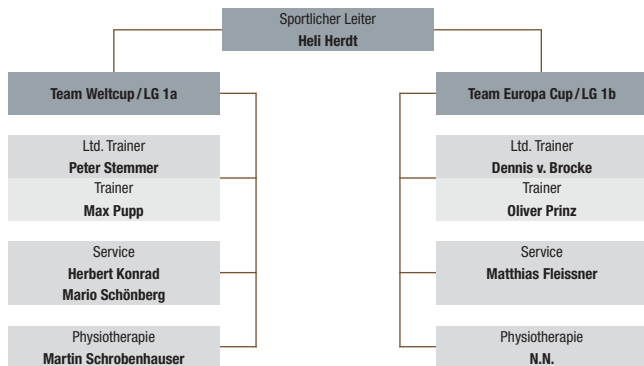 Sportlicher Leiter
Heli Herdt
Team Weltcup / LG 1a
Ltd. Trainer
Peter Stemmer
Trainer
Max Pupp
Service
Herbert Konrad
Mario Schönberg
Physiotherapie
Martin Schrobenhauser
Team Europa Cup / LG 1b
Ltd. Trainer
Dennis v. Brocke
Trainer
Oliver Prinz
Service
Matthias Fleissner
Physiotherapie
N.N.